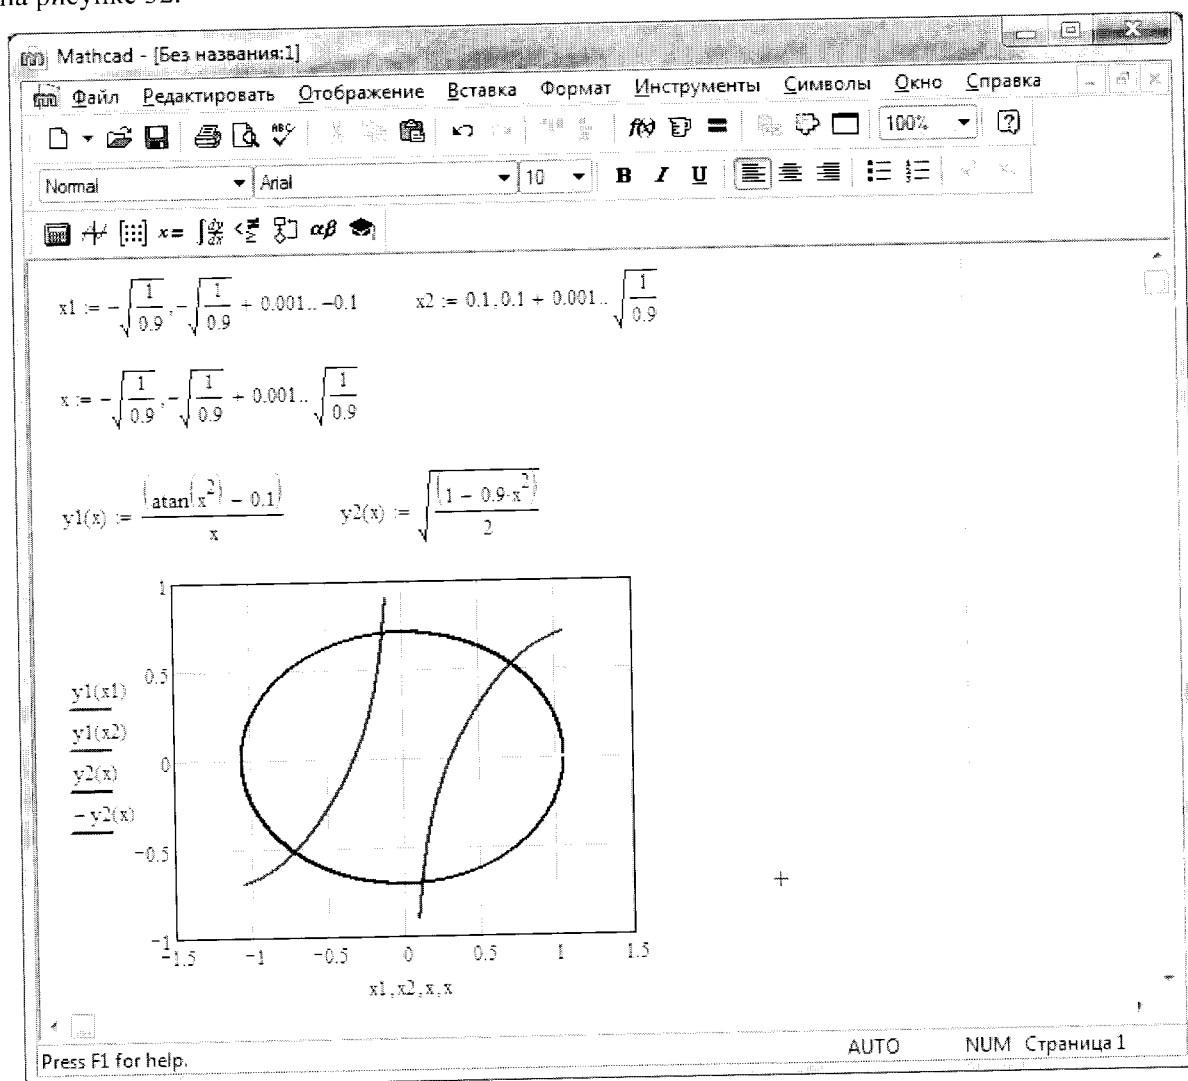 на рисунке 32.
Mathcad - [Без названия:1]
Файл Редактировать Отображение Вставка Формат Инструменты Символы Окно Справка
100%
Normal Arial 10 B I U
x1 := -√(1/0.9), -√(1/0.9) + 0.001.. -0.1 x2 := 0.1, 0.1 + 0.001.. √(1/0.9)
x := -√(1/0.9), -√(1/0.9) + 0.001.. √(1/0.9)
y1(x) := (atan(x²) - 0.1)/x y2(x) := √((1 - 0.9·x²)/2)
1
0.5
0
-0.5
-1
y1(x1)
y1(x2)
y2(x)
- y2(x)
-1.5 -1 -0.5 0 0.5 1 1.5
x1,x2,x,x
Press F1 for help. AUTO NUM Страница 1